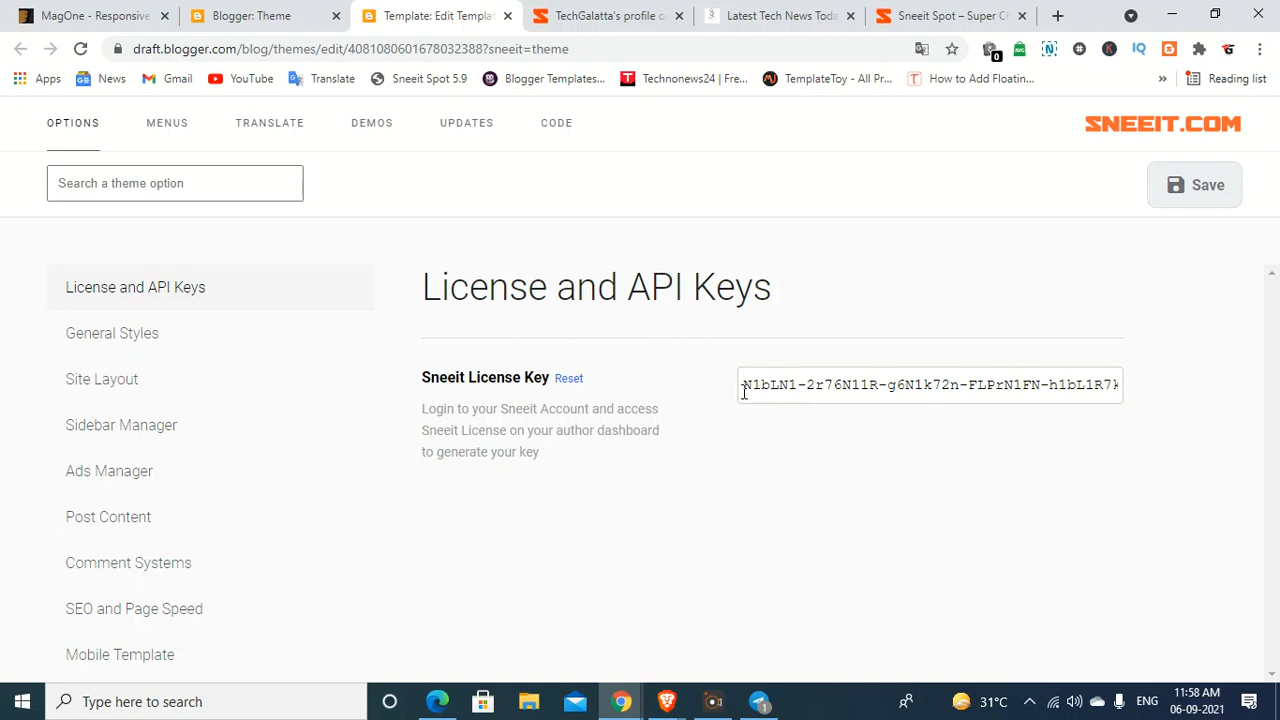 MagOne - Responsive
Blogger: Theme
Template: Edit Templat
TechGalatta's profile o
Latest Tech News Toda
Sneeit Spot – Super C
draft.blogger.com/blog/themes/edit/4081080601678032388?sneeit=theme
Apps
News
Gmail
YouTube
Translate
Sneeit Spot 5.9
Blogger Templates...
Technonews24 | Fre...
TemplateToy - All Pr...
How to Add Floatin...
»
Reading list
OPTIONS
MENUS
TRANSLATE
DEMOS
UPDATES
CODE
SNEEIT.COM
Search a theme option
Save
License and API Keys
General Styles
Site Layout
Sidebar Manager
Ads Manager
Post Content
Comment Systems
SEO and Page Speed
Mobile Template
License and API Keys
Sneeit License Key Reset
Login to your Sneeit Account and access
Sneeit License on your author dashboard
to generate your key
Type here to search
31°C
ENG
11:58 AM
06-09-2021